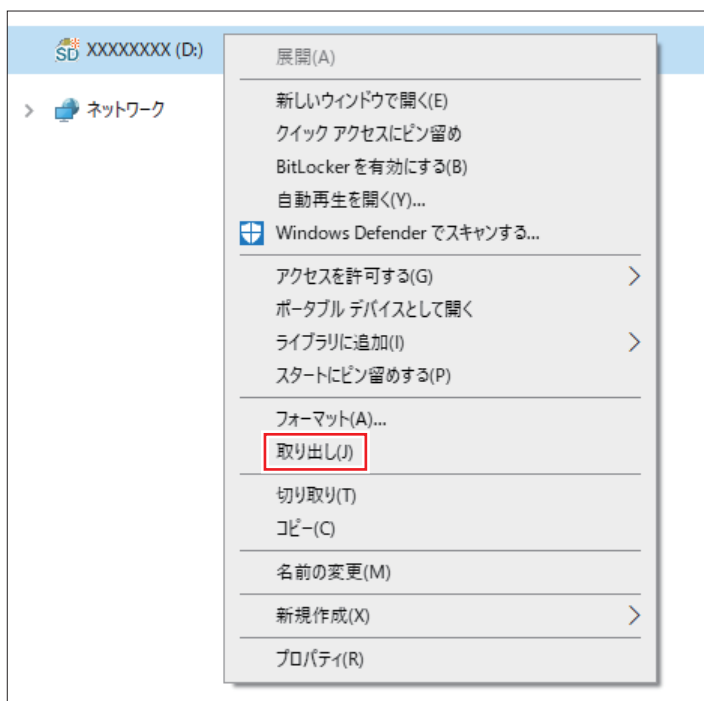 SD XXXXXXXX (D:)
ネットワーク
展開(A)
新しいウィンドウで開く(E)
クイック アクセスにピン留め
BitLocker を有効にする(B)
自動再生を開く(Y)...
Windows Defender でスキャンする...
アクセスを許可する(G)
ポータブル デバイスとして開く
ライブラリに追加(I)
スタートにピン留めする(P)
フォーマット(A)...
取り出し(J)
切り取り(T)
コピー(C)
名前の変更(M)
新規作成(X)
プロパティ(R)